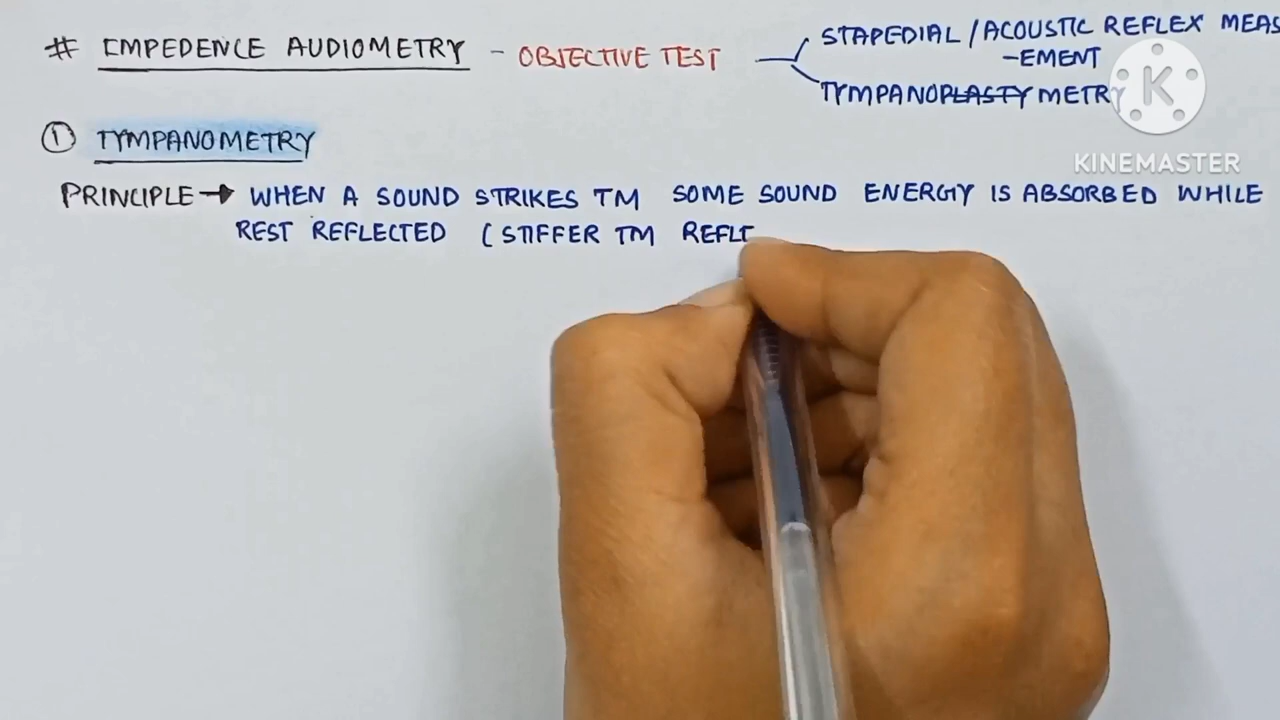 # IMPEDENCE AUDIOMETRY - OBJECTIVE TEST
STAPEDIAL / ACOUSTIC REFLEX MEAS
-EMENT
TYMPANOPLASTY METRY
K
KINEMASTER
① TYMPANOMETRY
PRINCIPLE → WHEN A SOUND STRIKES TM SOME SOUND ENERGY IS ABSORBED WHILE
REST REFLECTED ( STIFFER TM